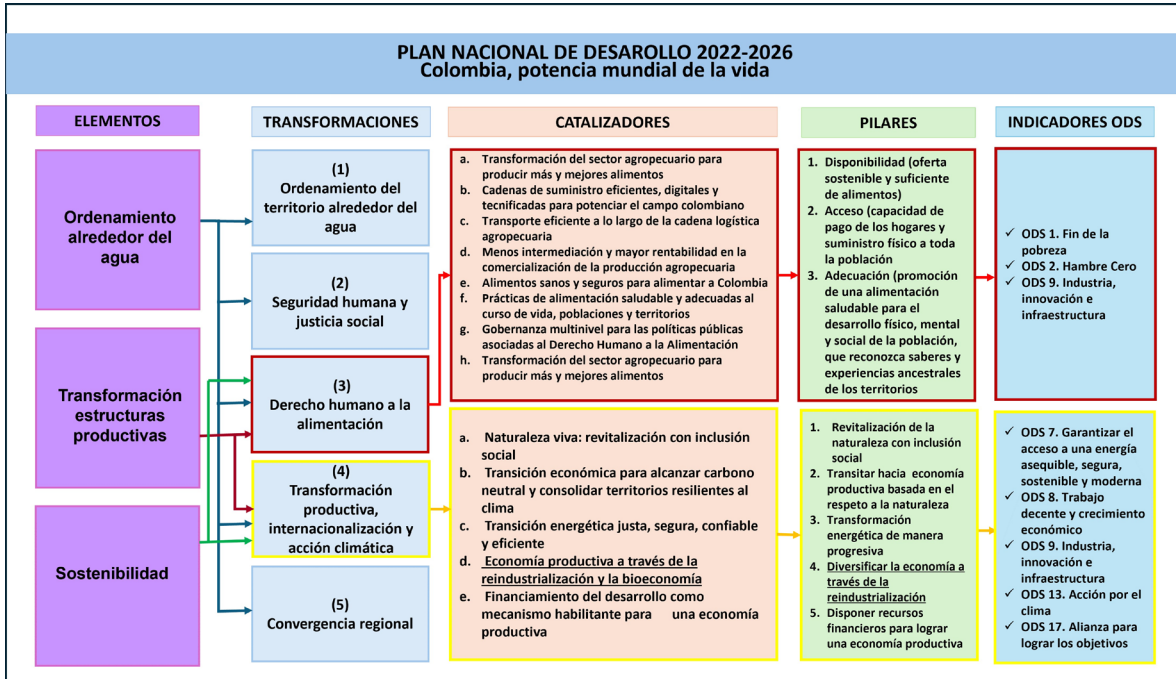 PLAN NACIONAL DE DESAROLLO 2022-2026
Colombia, potencia mundial de la vida
ELEMENTOS
Ordenamiento
alrededor del
agua
Transformación
estructuras
productivas
Sostenibilidad
TRANSFORMACIONES
(1)
Ordenamiento del
territorio alrededor del
agua
(2)
Seguridad humana y
justicia social
(3)
Derecho humano a la
alimentación
(4)
Transformación
productiva,
internacionalización y
acción climática
(5)
Convergencia regional
CATALIZADORES
a. Transformación del sector agropecuario para
producir más y mejores alimentos
b. Cadenas de suministro eficientes, digitales y
tecnificadas para potenciar el campo colombiano
c. Transporte eficiente a lo largo de la cadena logística
agropecuaria
d. Menos intermediación y mayor rentabilidad en la
comercialización de la producción agropecuaria
e. Alimentos sanos y seguros para alimentar a Colombia
f. Prácticas de alimentación saludable y adecuadas al
curso de vida, poblaciones y territorios
g. Gobernanza multinivel para las políticas públicas
asociadas al Derecho Humano a la Alimentación
h. Transformación del sector agropecuario para
producir más y mejores alimentos
a. Naturaleza viva: revitalización con inclusión
social
b. Transición económica para alcanzar carbono
neutral y consolidar territorios resilientes al
clima
c. Transición energética justa, segura, confiable
y eficiente
d. Economía productiva a través de la
reindustrialización y la bioeconomía
e. Financiamiento del desarrollo como
mecanismo habilitante para una economía
productiva
PILARES
1. Disponibilidad (oferta
sostenible y suficiente
de alimentos)
2. Acceso (capacidad de
pago de los hogares y
suministro físico a toda
la población
3. Adecuación (promoción
de una alimentación
saludable para el
desarrollo físico, mental
y social de la población,
que reconozca saberes y
experiencias ancestrales
de los territorios
1. Revitalización de la
naturaleza con inclusión
social
2. Transitar hacia economía
productiva basada en el
respeto a la naturaleza
3. Transformación
energética de manera
progresiva
4. Diversificar la economía a
través de la
reindustrialización
5. Disponer recursos
financieros para lograr
una economía productiva
INDICADORES ODS
✓ ODS 1. Fin de la
pobreza
✓ ODS 2. Hambre Cero
✓ ODS 9. Industria,
innovación e
infraestructura
✓ ODS 7. Garantizar el
acceso a una energía
asequible, segura,
sostenible y moderna
✓ ODS 8. Trabajo
decente y crecimiento
económico
✓ ODS 9. Industria,
innovación e
infraestructura
✓ ODS 13. Acción por el
clima
✓ ODS 17. Alianza para
lograr los objetivos